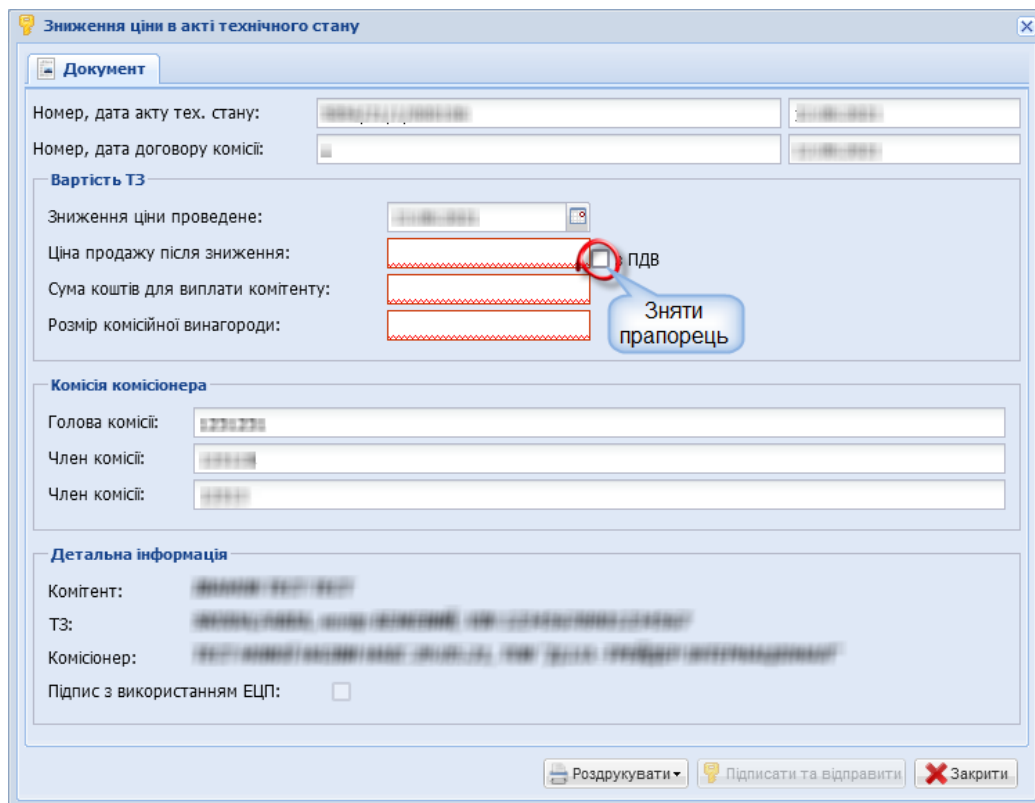 Зниження ціни в акті технічного стану
Документ
Номер, дата акту тех. стану:
Номер, дата договору комісії:
Вартість ТЗ
Зниження ціни проведене:
Ціна продажу після зниження: ПДВ
Сума коштів для виплати комітенту:
Зняти
прапорець
Розмір комісійної винагороди:
Комісія комісіонера
Голова комісії: 1231231
Член комісії:
Член комісії:
Детальна інформація
Комітент:
ТЗ:
Комісіонер:
Підпис з використанням ЕЦП:
Роздрукувати Підписати та відправити Закрити